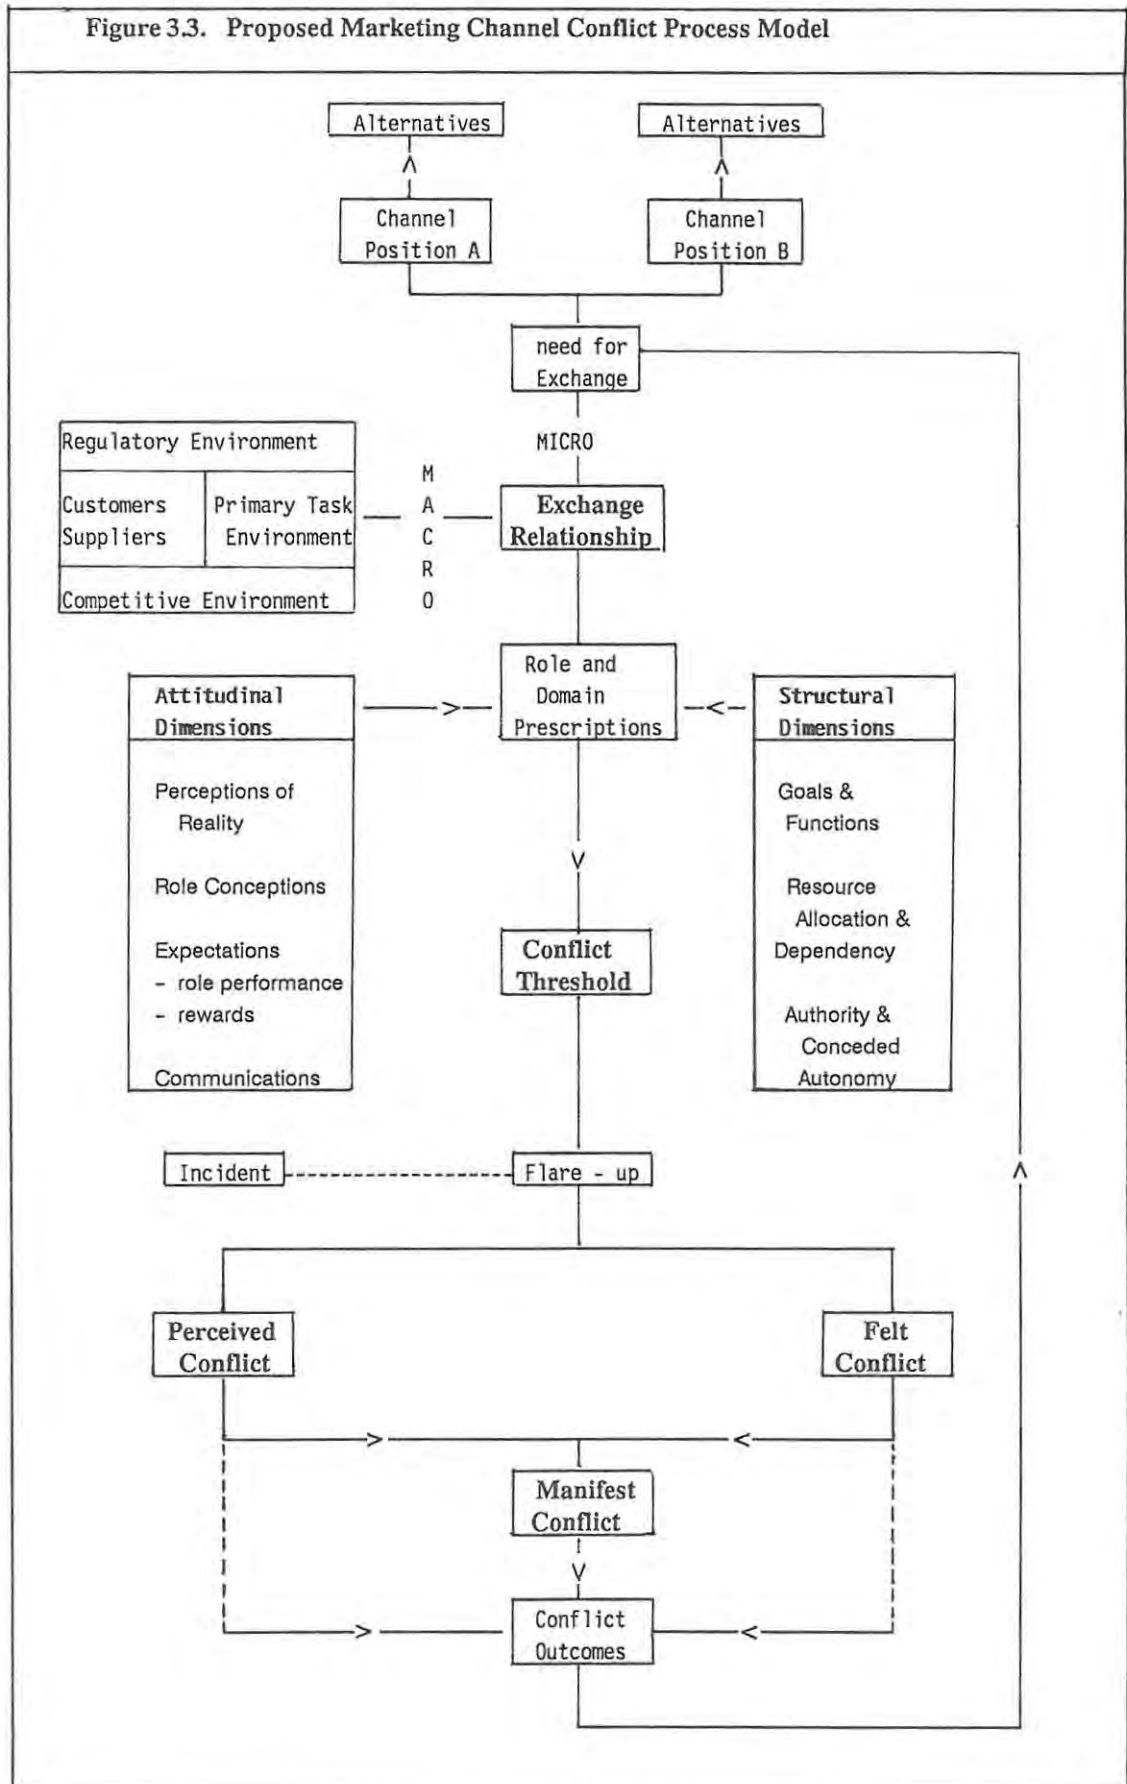 Figure 3.3. Proposed Marketing Channel Conflict Process Model
Alternatives
Alternatives
Channel
Position A
Channel
Position B
need for
Exchange
MICRO
Regulatory Environment
Customers
Suppliers
Primary Task
Environment
Competitive Environment
M
A
C
R
O
Exchange
Relationship
Role and
Domain
Prescriptions
Attitudinal
Dimensions
Perceptions of
Reality
Role Conceptions
Expectations
- role performance
- rewards
Communications
Structural
Dimensions
Goals &
Functions
Resource
Allocation &
Dependency
Authority &
Conceded
Autonomy
Conflict
Threshold
Incident
Flare - up
Perceived
Conflict
Felt
Conflict
Manifest
Conflict
Conflict
Outcomes